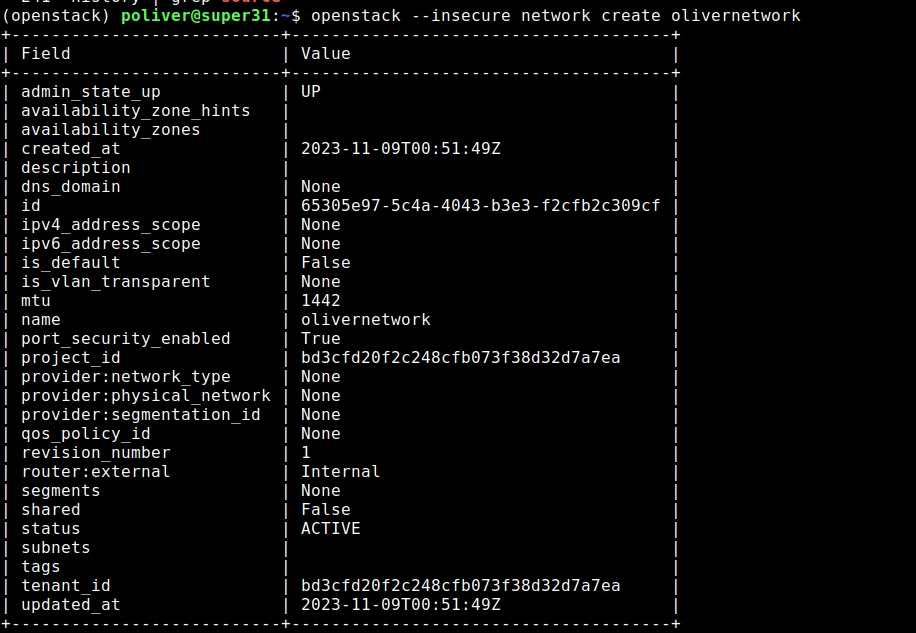 (openstack) poliver@super31:~$ openstack --insecure network create olivernetwork
+---------------------------+--------------------------------------+
| Field                     | Value                                |
+---------------------------+--------------------------------------+
| admin_state_up            | UP                                   |
| availability_zone_hints   |                                      |
| availability_zones        |                                      |
| created_at                | 2023-11-09T00:51:49Z                 |
| description               |                                      |
| dns_domain                | None                                 |
| id                        | 65305e97-5c4a-4043-b3e3-f2cfb2c309cf |
| ipv4_address_scope        | None                                 |
| ipv6_address_scope        | None                                 |
| is_default                | False                                |
| is_vlan_transparent       | None                                 |
| mtu                       | 1442                                 |
| name                      | olivernetwork                        |
| port_security_enabled     | True                                 |
| project_id                | bd3cfd20f2c248cfb073f38d32d7a7ea     |
| provider:network_type     | None                                 |
| provider:physical_network | None                                 |
| provider:segmentation_id  | None                                 |
| qos_policy_id             | None                                 |
| revision_number           | 1                                    |
| router:external           | Internal                             |
| segments                  | None                                 |
| shared                    | False                                |
| status                    | ACTIVE                               |
| subnets                   |                                      |
| tags                      |                                      |
| tenant_id                 | bd3cfd20f2c248cfb073f38d32d7a7ea     |
| updated_at                | 2023-11-09T00:51:49Z                 |
+---------------------------+--------------------------------------+